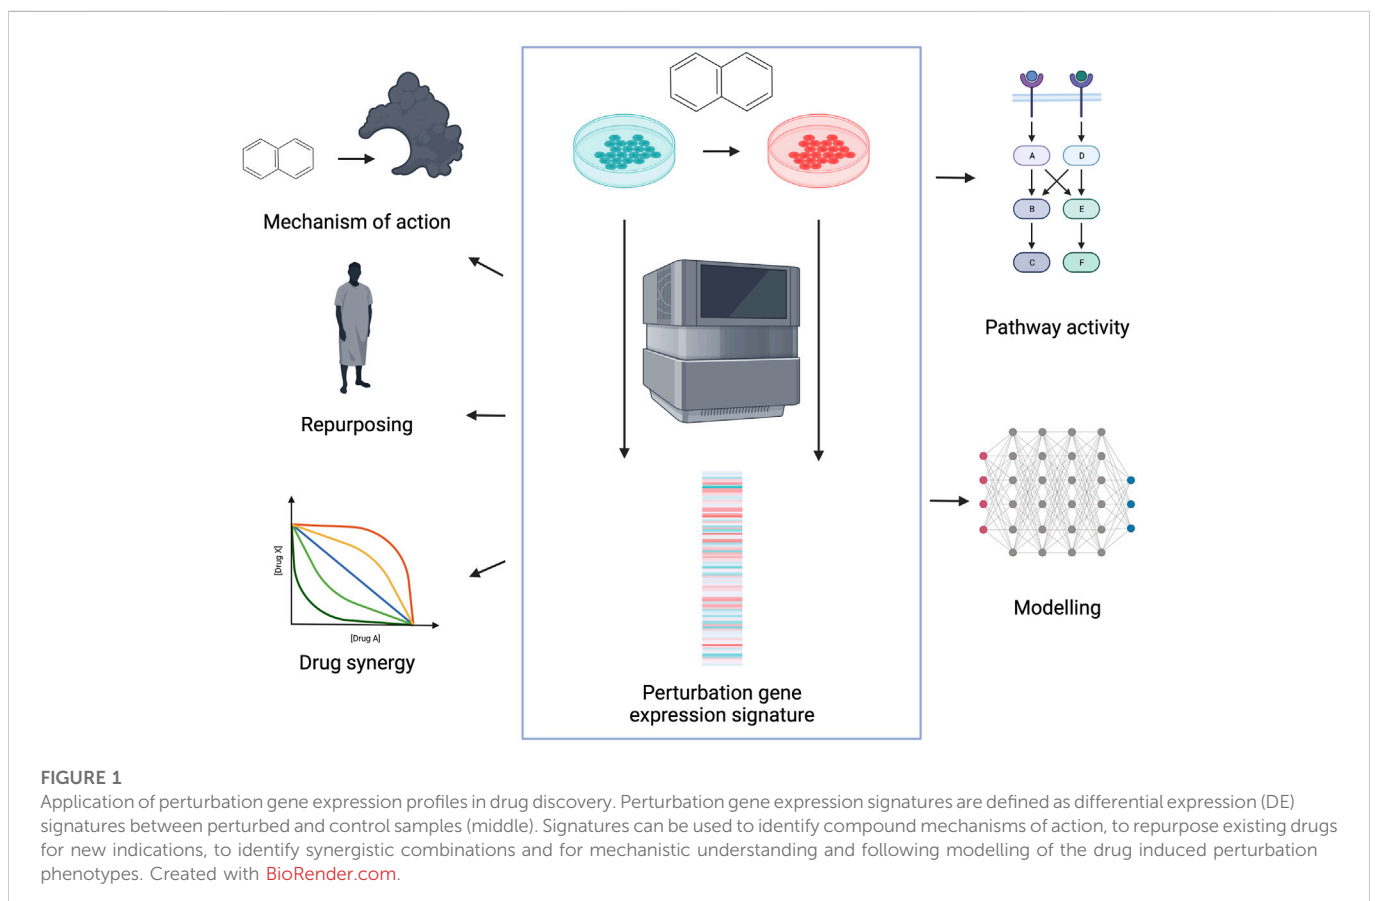 Mechanism of action
Repurposing
[Drug X]
[Drug A]
Drug synergy
Perturbation gene
expression signature
A
D
B
E
C
F
Pathway activity
Modelling
FIGURE 1
Application of perturbation gene expression profiles in drug discovery. Perturbation gene expression signatures are defined as differential expression (DE)
signatures between perturbed and control samples (middle). Signatures can be used to identify compound mechanisms of action, to repurpose existing drugs
for new indications, to identify synergistic combinations and for mechanistic understanding and following modelling of the drug induced perturbation
phenotypes. Created with BioRender.com.